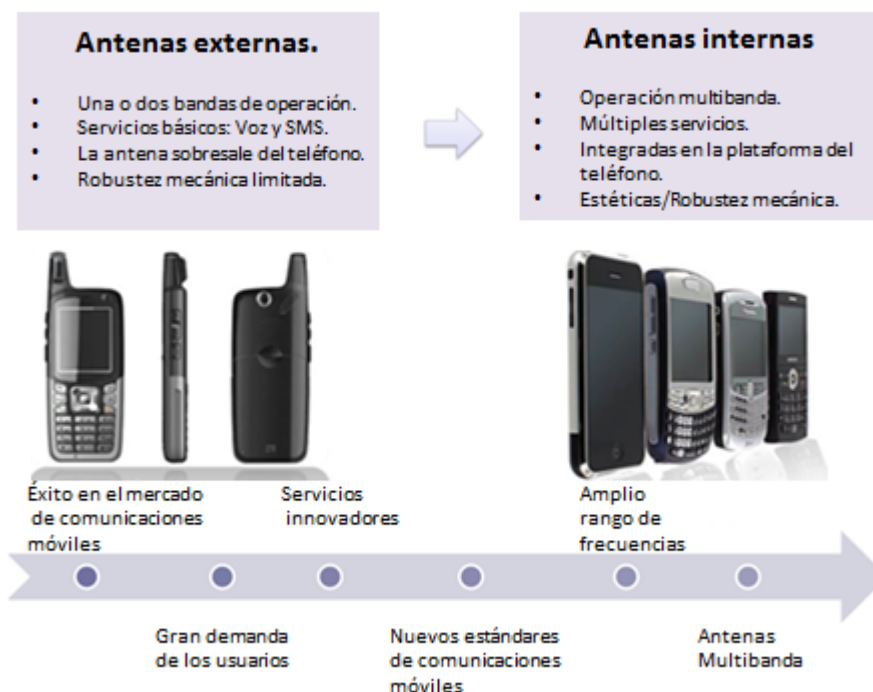 Antenas externas.
• Una o dos bandas de operación.
• Servicios básicos: Voz y SMS.
• La antena sobresale del teléfono.
• Robustez mecánica limitada.
Antenas internas
• Operación multibanda.
• Múltiples servicios.
• Integradas en la plataforma del
teléfono.
• Estéticas/Robustez mecánica.
Éxito en el mercado
de comunicaciones
móviles
Gran demanda
de los usuarios
Servicios
innovadores
Nuevos estándares
de comunicaciones
móviles
Amplio
rango de
frecuencias
Antenas
Multibanda